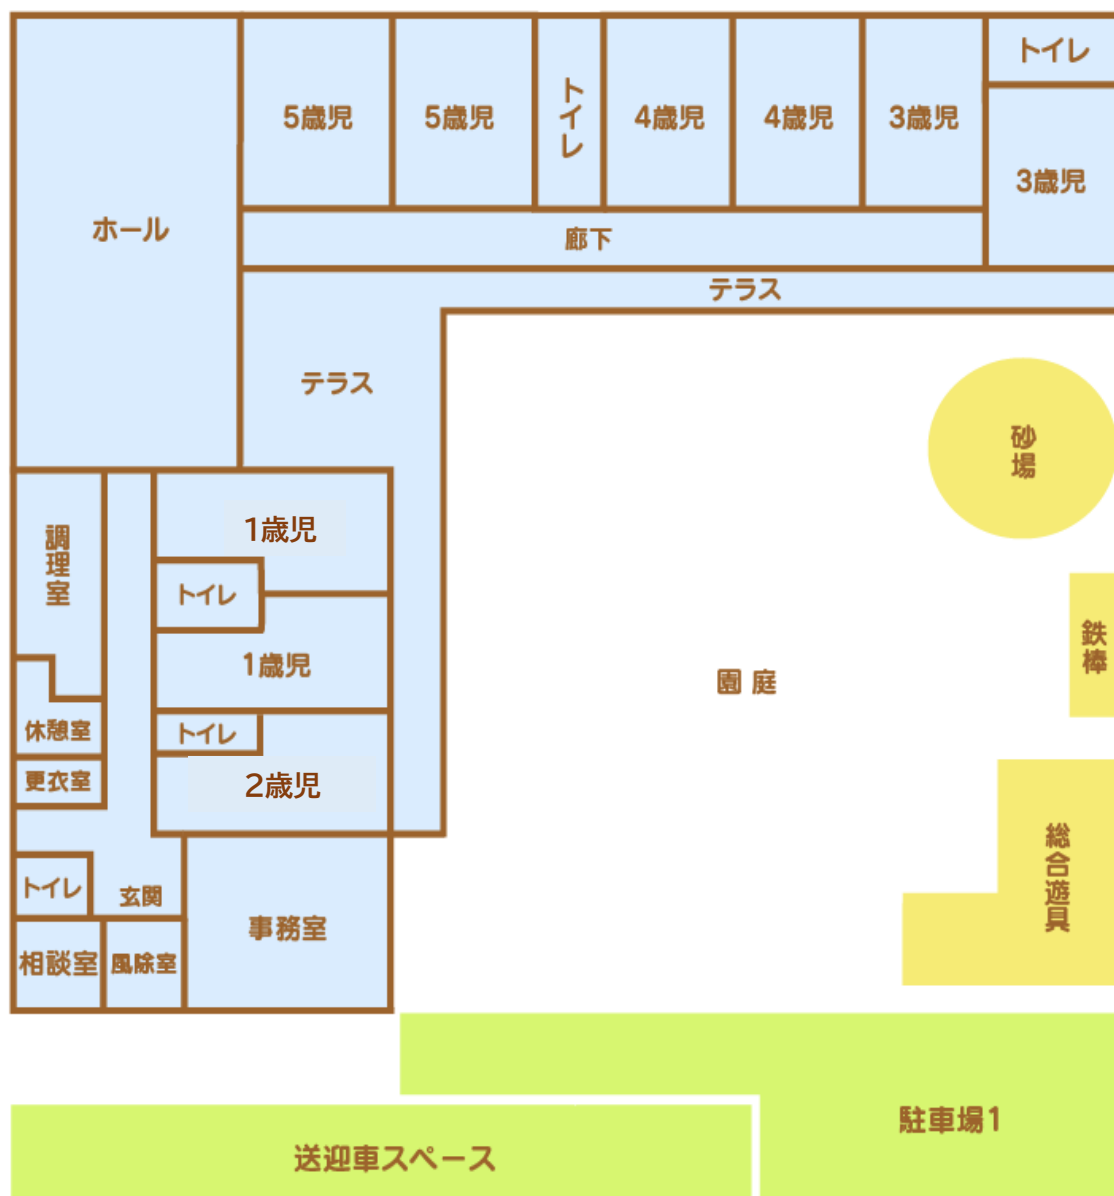 トイレ
5歳児
5歳児
トイレ
4歳児
4歳児
3歳児
3歳児
ホール
廊下
テラス
テラス
砂場
1歳児
調理室
トイレ
鉄棒
1歳児
園庭
休憩室
トイレ
更衣室
2歳児
総合遊具
トイレ
玄関
事務室
相談室
風除室
駐車場1
送迎車スペース